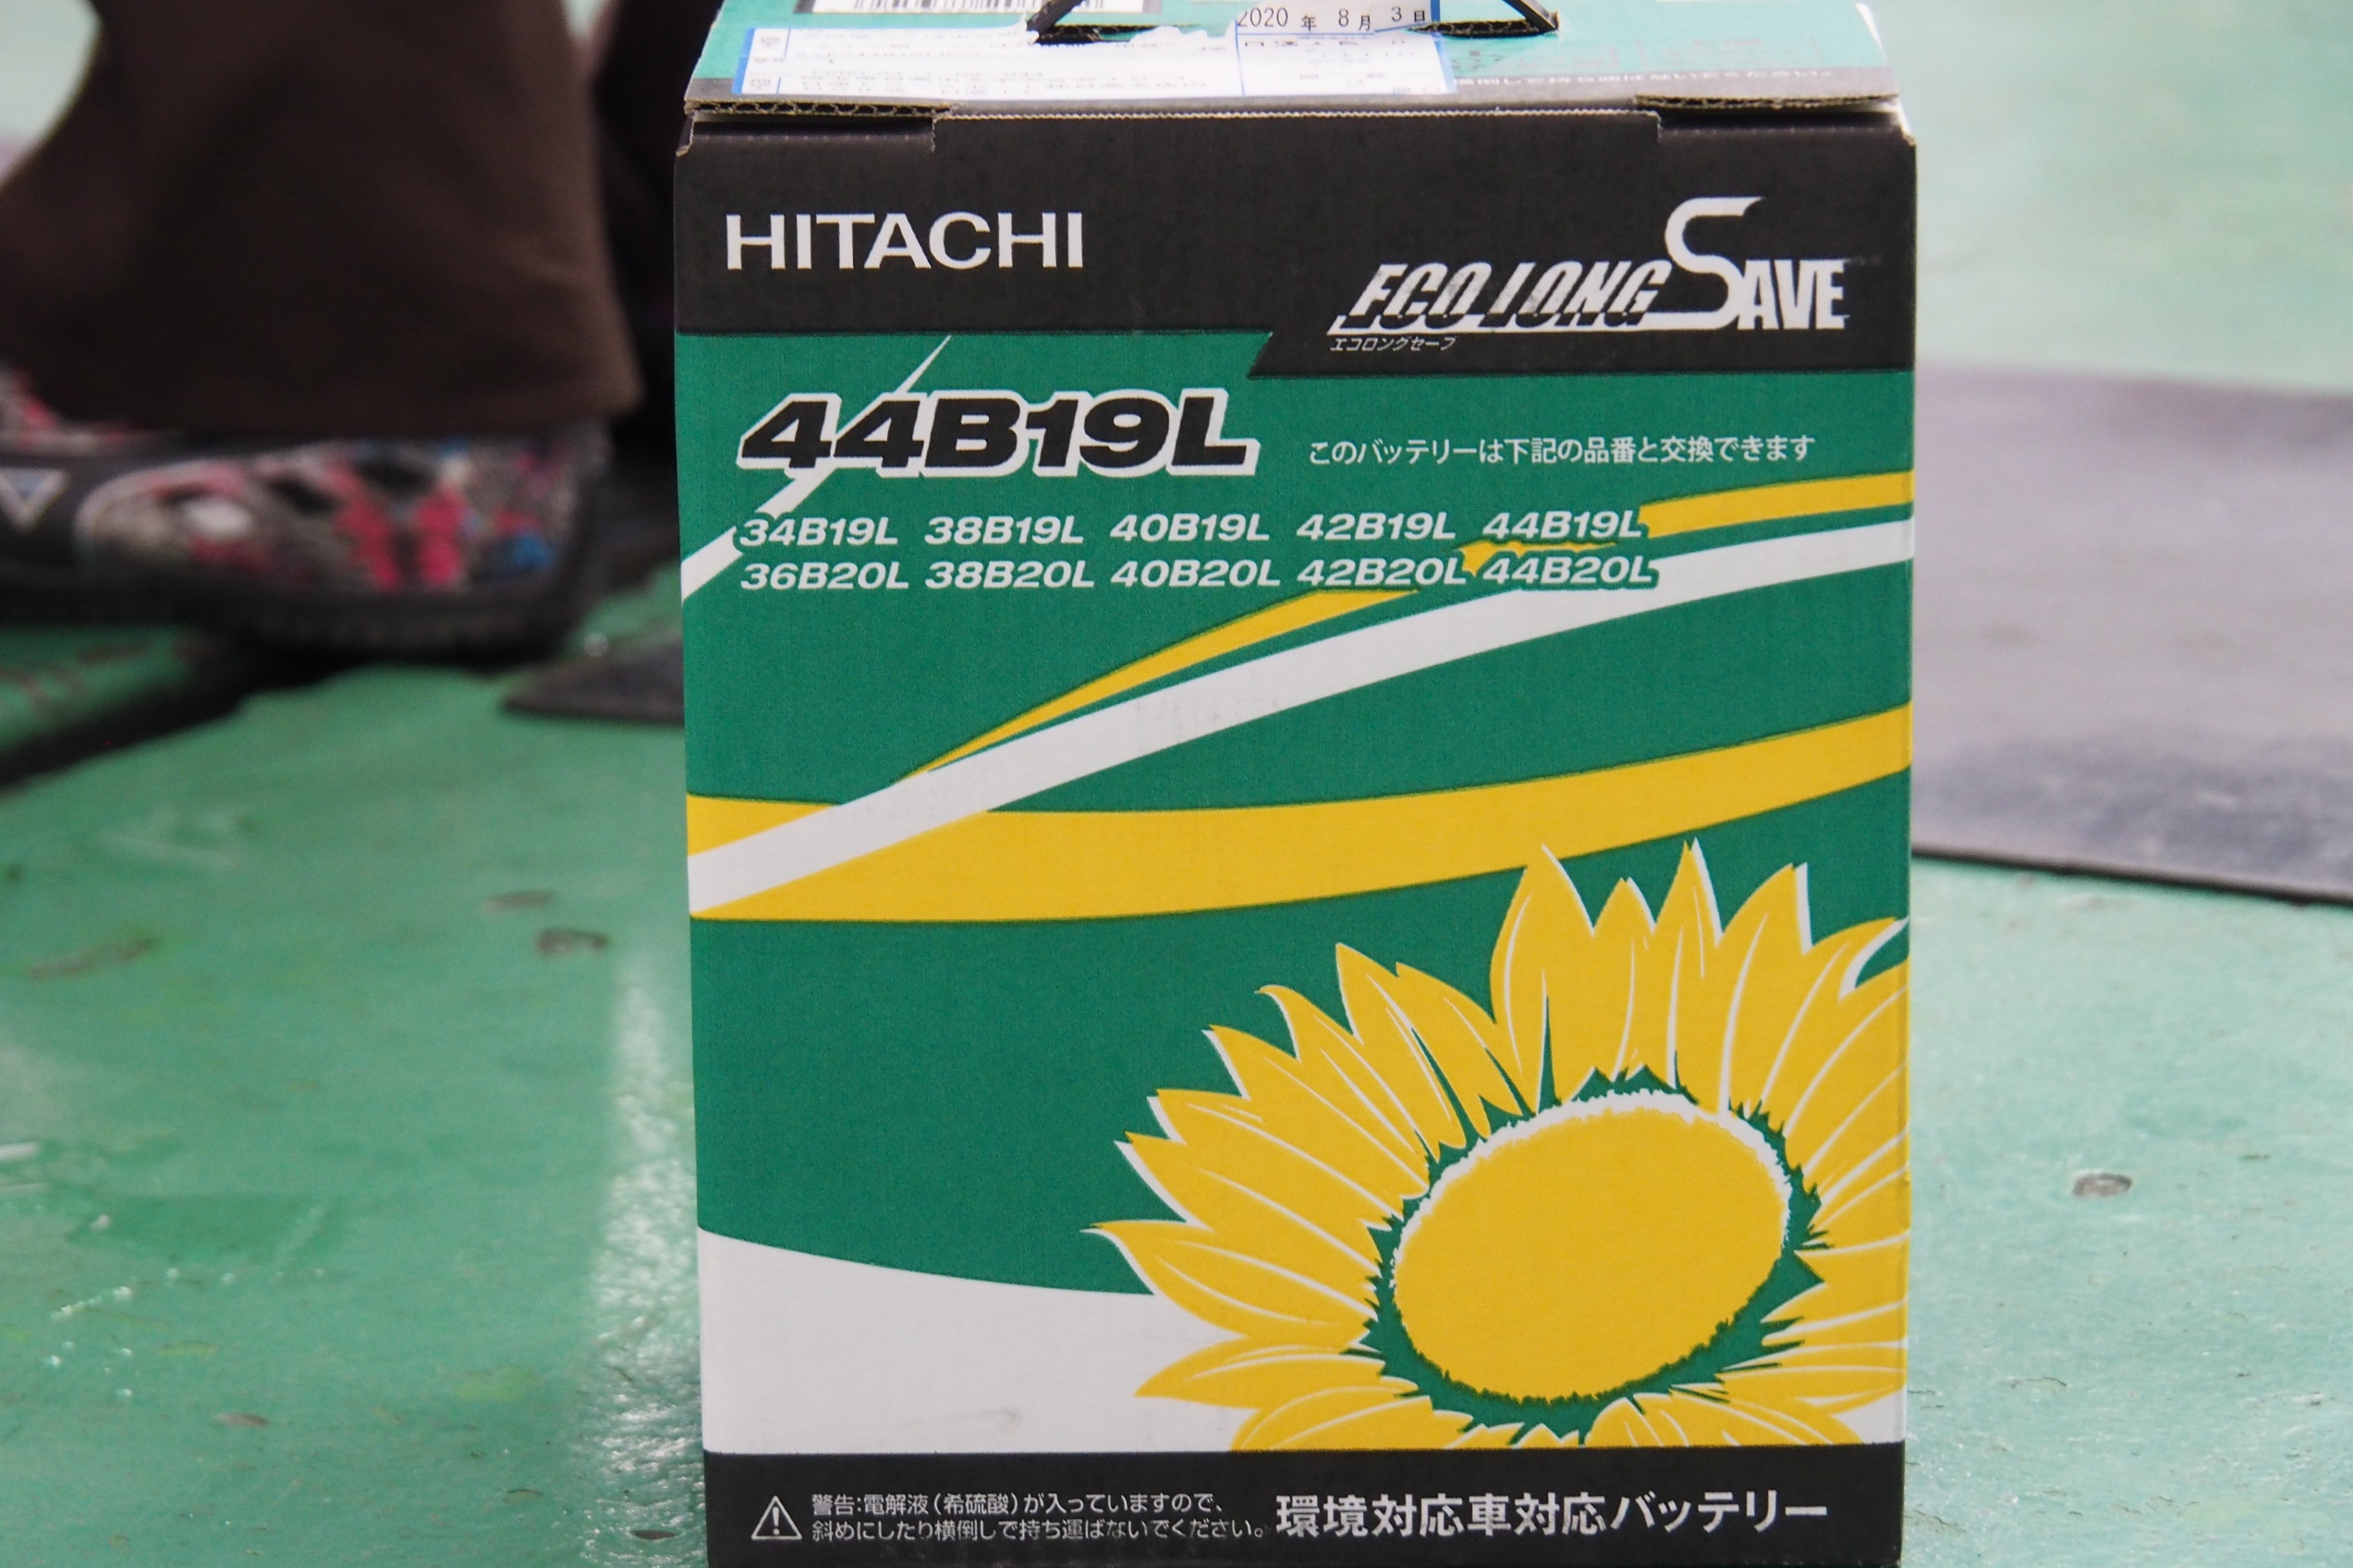 2020 年 8 月 3 日
HITACHI
ECO LONG SAVE
エコロングセーブ
44B19L
このバッテリーは下記の品番と交換できます
34B19L 38B19L 40B19L 42B19L 44B19L
36B20L 38B20L 40B20L 42B20L 44B20L
警告:電解液(希硫酸)が入っていますので、
斜めにしたり横倒しで持ち運ばないでください。
環境対応車対応バッテリー